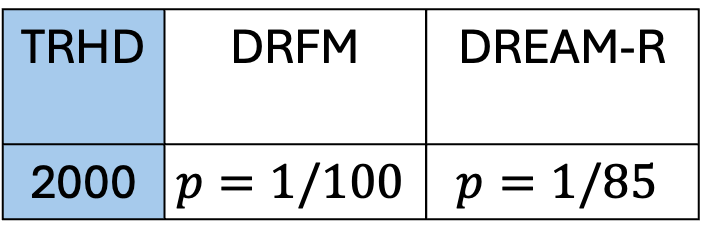 TRHD DRFM DREAM-R
2000 p = 1/100 p = 1/85